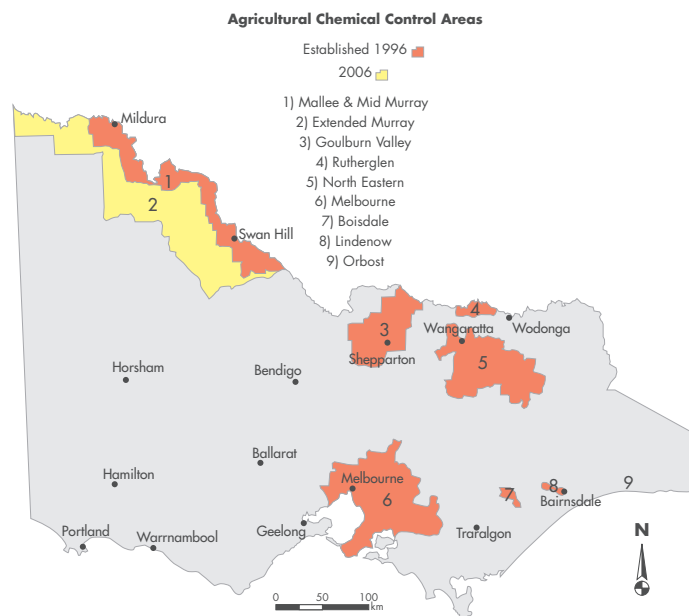 Agricultural Chemical Control Areas
Established 1996
2006
1) Mallee & Mid Murray
2) Extended Murray
3) Goulburn Valley
4) Rutherglen
5) North Eastern
6) Melbourne
7) Boisdale
8) Lindenow
9) Orbost
Mildura
1
2
Swan Hill
4
3
Wangaratta
Wodonga
Shepparton
5
Horsham
Bendigo
Ballarat
Hamilton
Melbourne
6
7
8
9
Bairnsdale
Portland
Warrnambool
Geelong
Traralgon
N
0 50 100
km